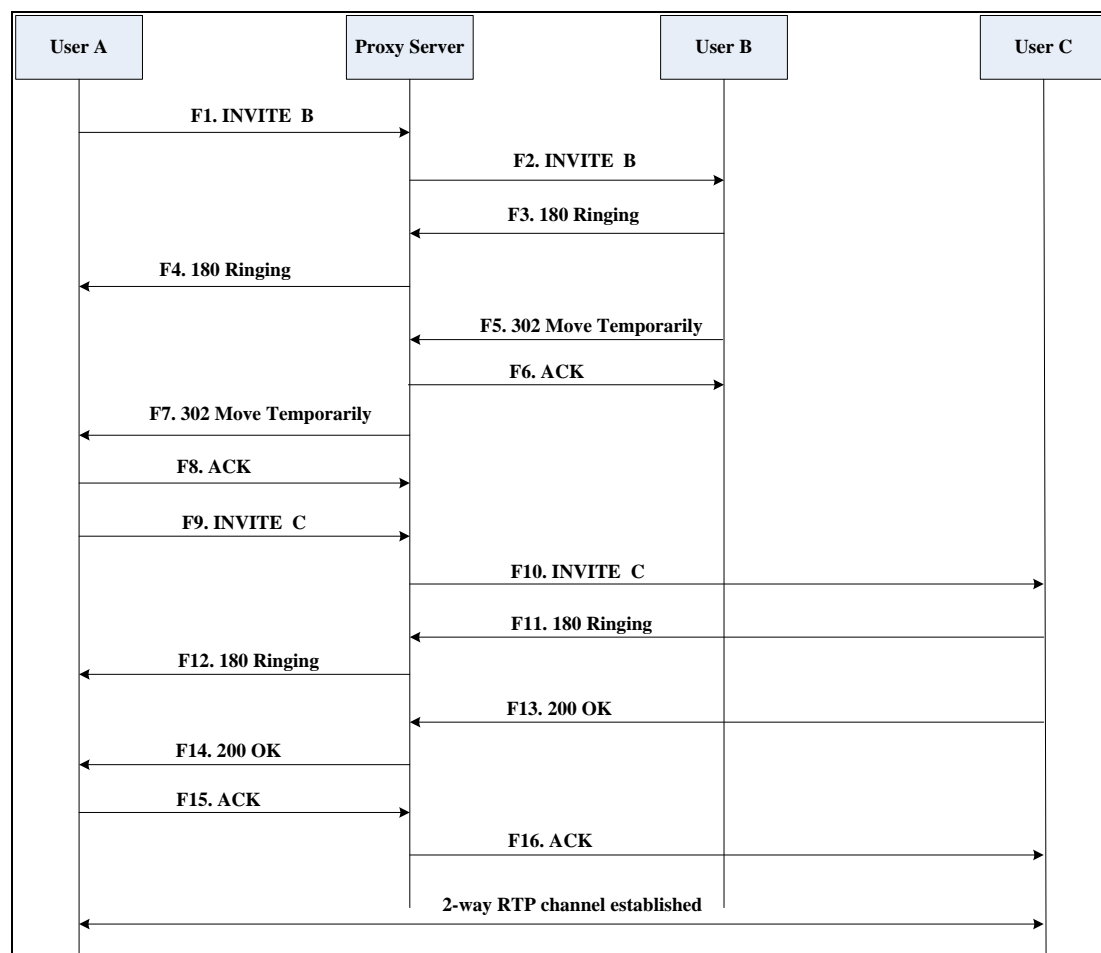 User A
Proxy Server
User B
User C
F1. INVITE B
F2. INVITE B
F3. 180 Ringing
F4. 180 Ringing
F5. 302 Move Temporarily
F6. ACK
F7. 302 Move Temporarily
F8. ACK
F9. INVITE C
F10. INVITE C
F11. 180 Ringing
F12. 180 Ringing
F13. 200 OK
F14. 200 OK
F15. ACK
F16. ACK
2-way RTP channel established